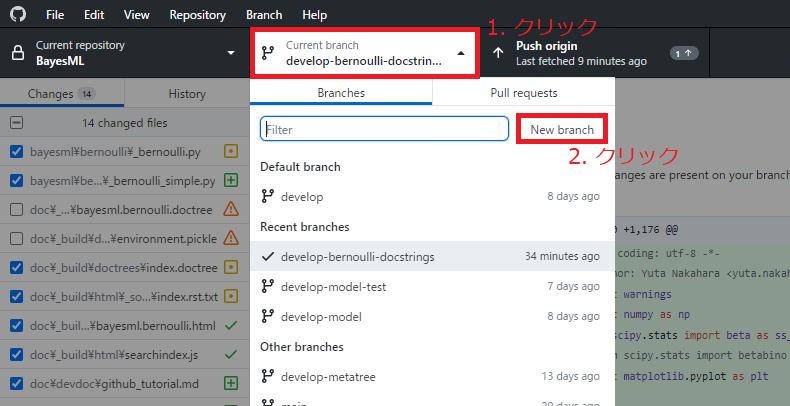 File Edit View Repository Branch Help
1. クリック
Current repository
BayesML
Current branch
develop-bernoulli-docstrin...
Push origin
Last fetched 9 minutes ago
1
Changes 14
History
Branches
Pull requests
14 changed files
Filter
New branch
2. クリック
bayesml¥bernoulli¥_bernoulli.py
bayesml¥be...¥_bernoulli_simple.py
doc¥_...¥bayesml.bernoulli.doctree
doc¥_build¥d...¥environment.pickle
doc¥_build¥doctrees¥index.doctree
doc¥_build¥html¥_so...¥index.rst.txt
doc¥_buil...¥bayesml.bernoulli.html
doc¥_build¥html¥searchindex.js
doc¥devdoc¥github_tutorial.md
Default branch
develop 8 days ago
Recent branches
develop-bernoulli-docstrings 34 minutes ago
develop-model-test 7 days ago
develop-model 8 days ago
Other branches
develop-metatree 13 days ago
main 29 days ago
anges are present on your branch
+1,176 @@
coding: utf-8 -*-
or: Yuta Nakahara <yuta.nakah
t warnings
t numpy as np
scipy.stats import beta as ss_
scipy.stats import betabino
t matplotlib.pyplot as plt